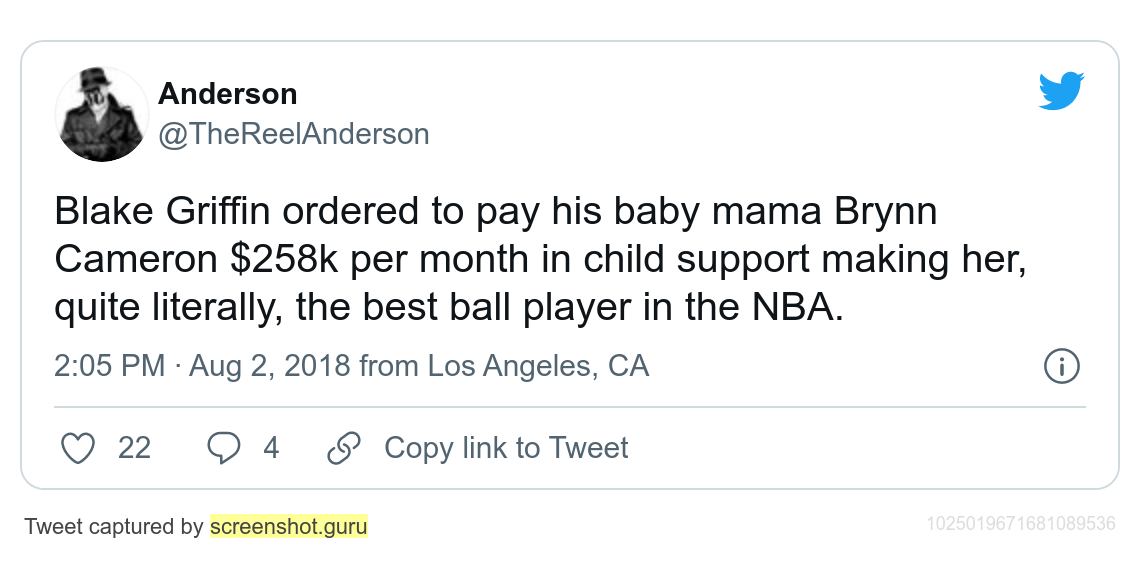 Anderson
@TheReelAnderson
Blake Griffin ordered to pay his baby mama Brynn
Cameron $258k per month in child support making her,
quite literally, the best ball player in the NBA.
2:05 PM · Aug 2, 2018 from Los Angeles, CA
22 4 Copy link to Tweet
Tweet captured by screenshot.guru 1025019671681089536